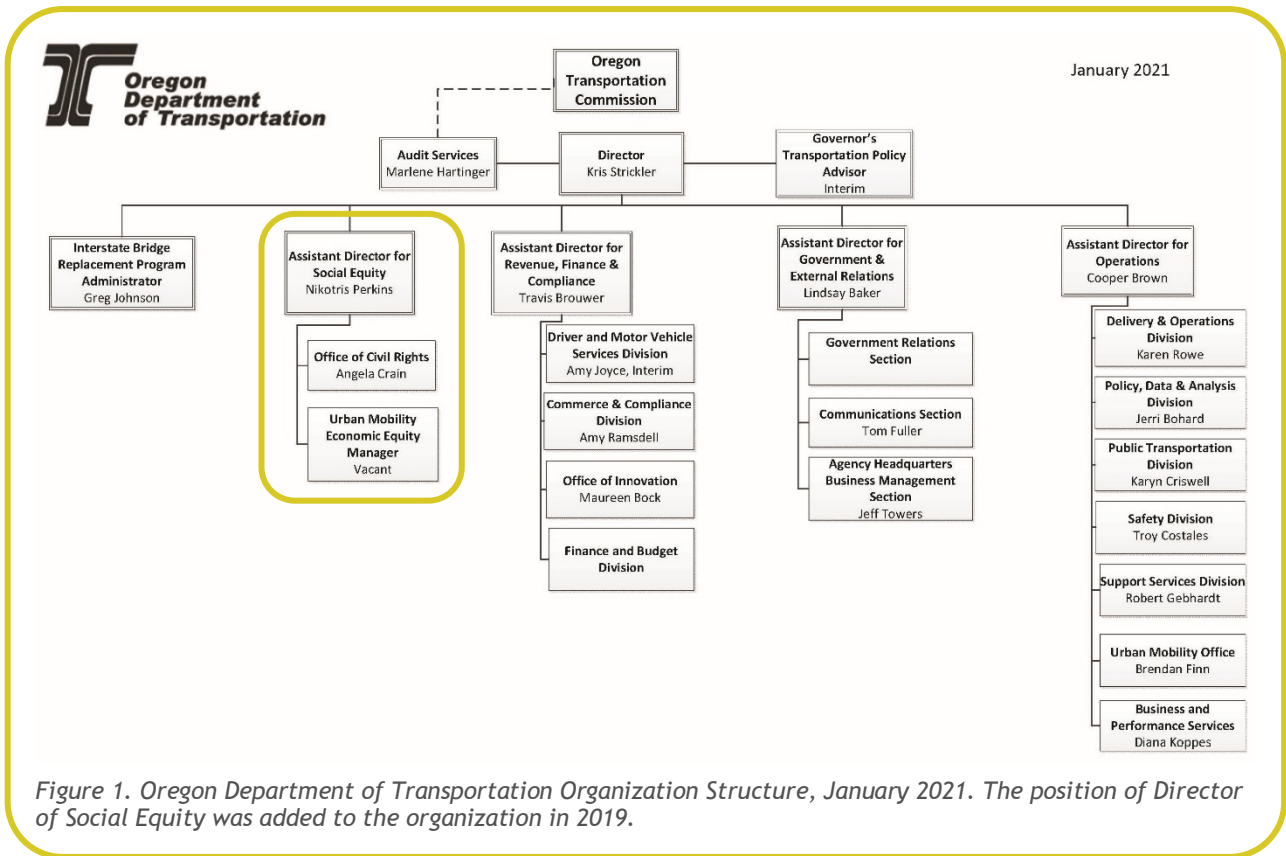 Oregon
Department
of Transportation
Oregon
Transportation
Commission
January 2021
Audit Services
Marlene Hartinger
Director
Kris Strickler
Governor's
Transportation Policy
Advisor
Interim
Interstate Bridge
Replacement Program
Administrator
Greg Johnson
Assistant Director for
Social Equity
Nikotris Perkins
Office of Civil Rights
Angela Crain
Urban Mobility
Economic Equity
Manager
Vacant
Assistant Director for
Revenue, Finance &
Compliance
Travis Brouwer
Driver and Motor Vehicle
Services Division
Amy Joyce, Interim
Commerce & Compliance
Division
Amy Ramsdell
Office of Innovation
Maureen Bock
Finance and Budget
Division
Assistant Director for
Government &
External Relations
Lindsay Baker
Government Relations
Section
Communications Section
Tom Fuller
Agency Headquarters
Business Management
Section
Jeff Towers
Assistant Director for
Operations
Cooper Brown
Delivery & Operations
Division
Karen Rowe
Policy, Data & Analysis
Division
Jerri Bohard
Public Transportation
Division
Karyn Criswell
Safety Division
Troy Costales
Support Services Division
Robert Gebhardt
Urban Mobility Office
Brendan Finn
Business and
Performance Services
Diana Koppes
Figure 1. Oregon Department of Transportation Organization Structure, January 2021. The position of Director
of Social Equity was added to the organization in 2019.